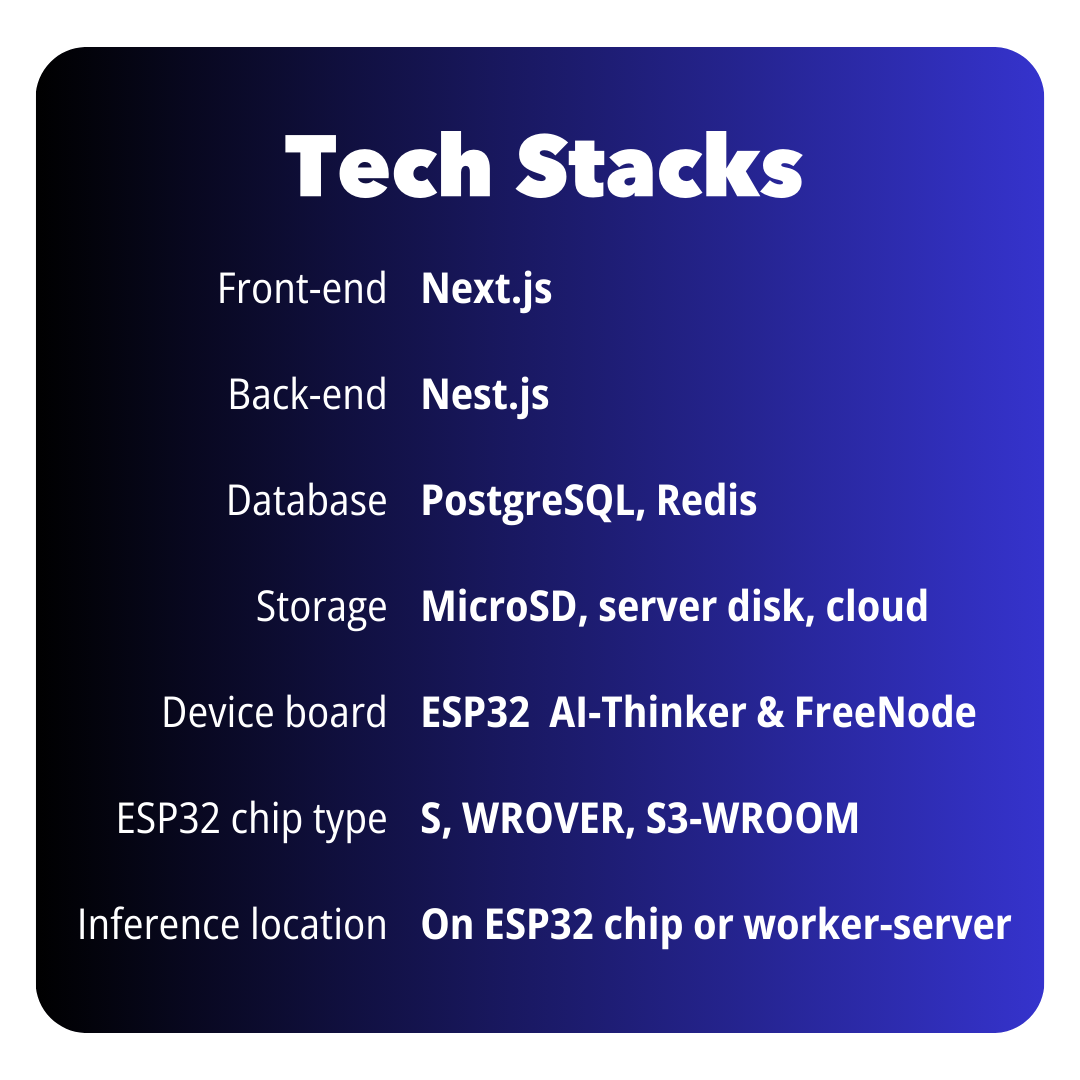 Tech Stacks
Front-end Next.js
Back-end Nest.js
Database PostgreSQL, Redis
Storage MicroSD, server disk, cloud
Device board ESP32  AI-Thinker & FreeNode
ESP32 chip type S, WROVER, S3-WROOM
Inference location On ESP32 chip or worker-server